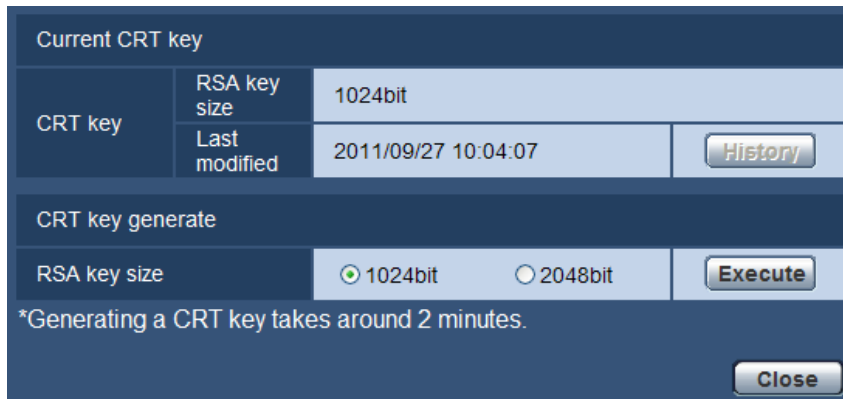 Current CRT key
CRT key
RSA key
size
1024bit
Last
modified
2011/09/27 10:04:07
History
CRT key generate
RSA key size
1024bit
2048bit
Execute
*Generating a CRT key takes around 2 minutes.
Close